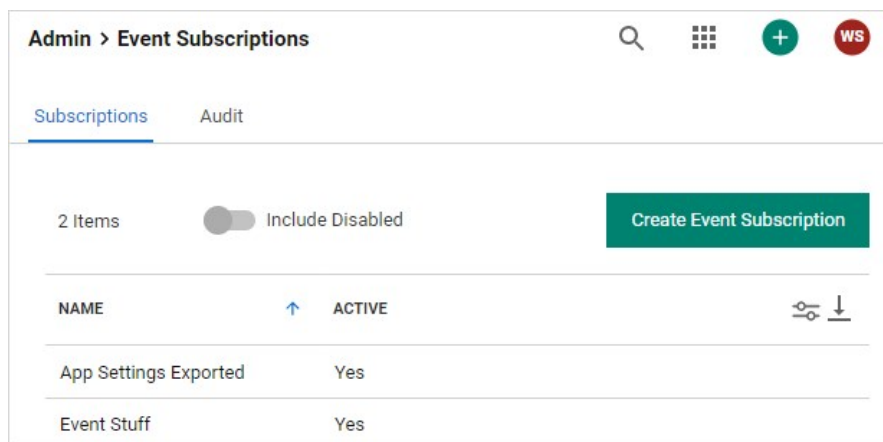 Admin > Event Subscriptions
+
WS
Subscriptions Audit
2 Items Include Disabled Create Event Subscription
NAME ↑ ACTIVE
App Settings Exported Yes
Event Stuff Yes